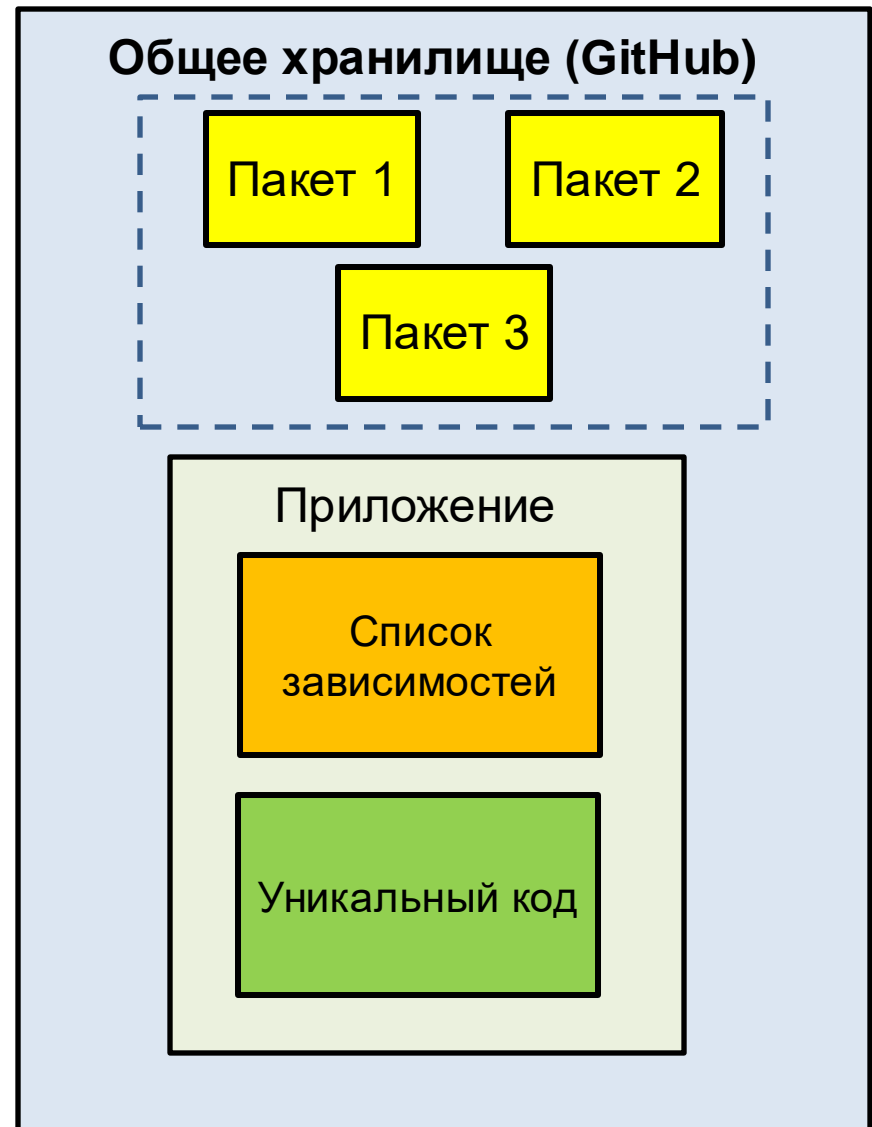 Общее хранилище (GitHub)
Пакет 1
Пакет 2
Пакет 3
Приложение
Список
зависимостей
Уникальный код